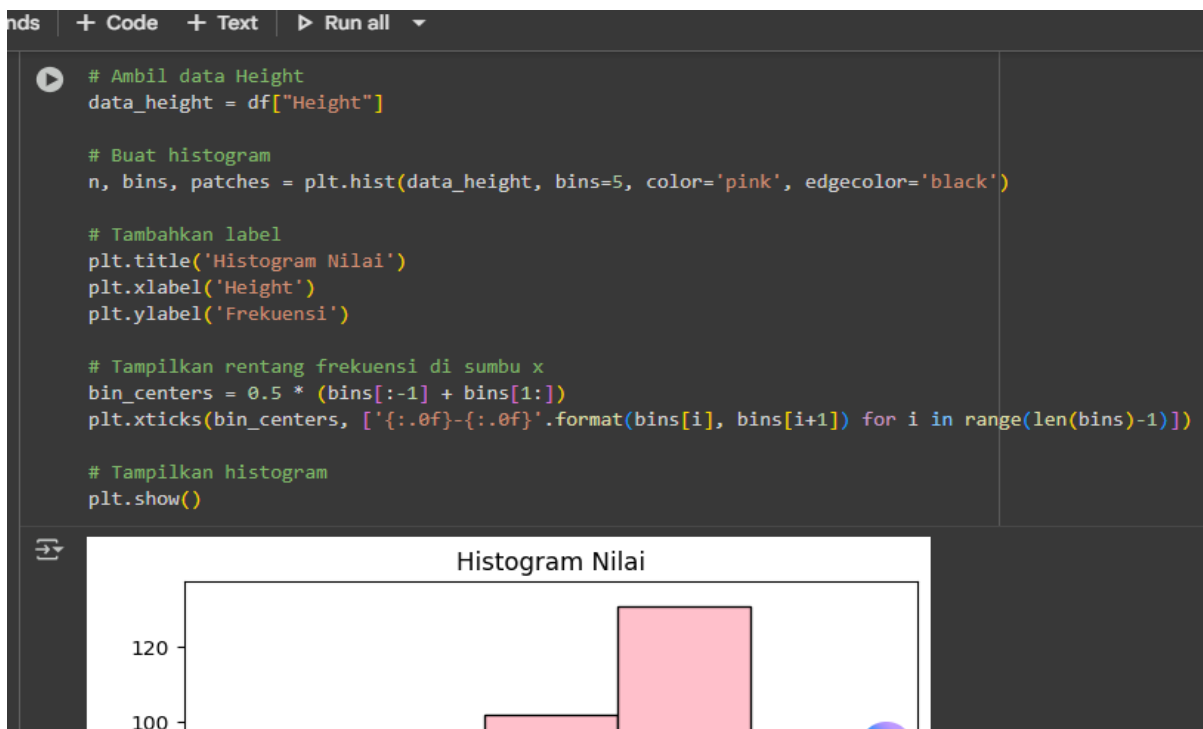 nds + Code + Text Run all
# Ambil data Height
data_height = df["Height"]
# Buat histogram
n, bins, patches = plt.hist(data_height, bins=5, color='pink', edgecolor='black')
# Tambahkan label
plt.title('Histogram Nilai')
plt.xlabel('Height')
plt.ylabel('Frekuensi')
# Tampilkan rentang frekuensi di sumbu x
bin_centers = 0.5 * (bins[:-1] + bins[1:])
plt.xticks(bin_centers, ['{:.0f}-{:.0f}'.format(bins[i], bins[i+1]) for i in range(len(bins)-1)])
# Tampilkan histogram
plt.show()
Histogram Nilai
120
100